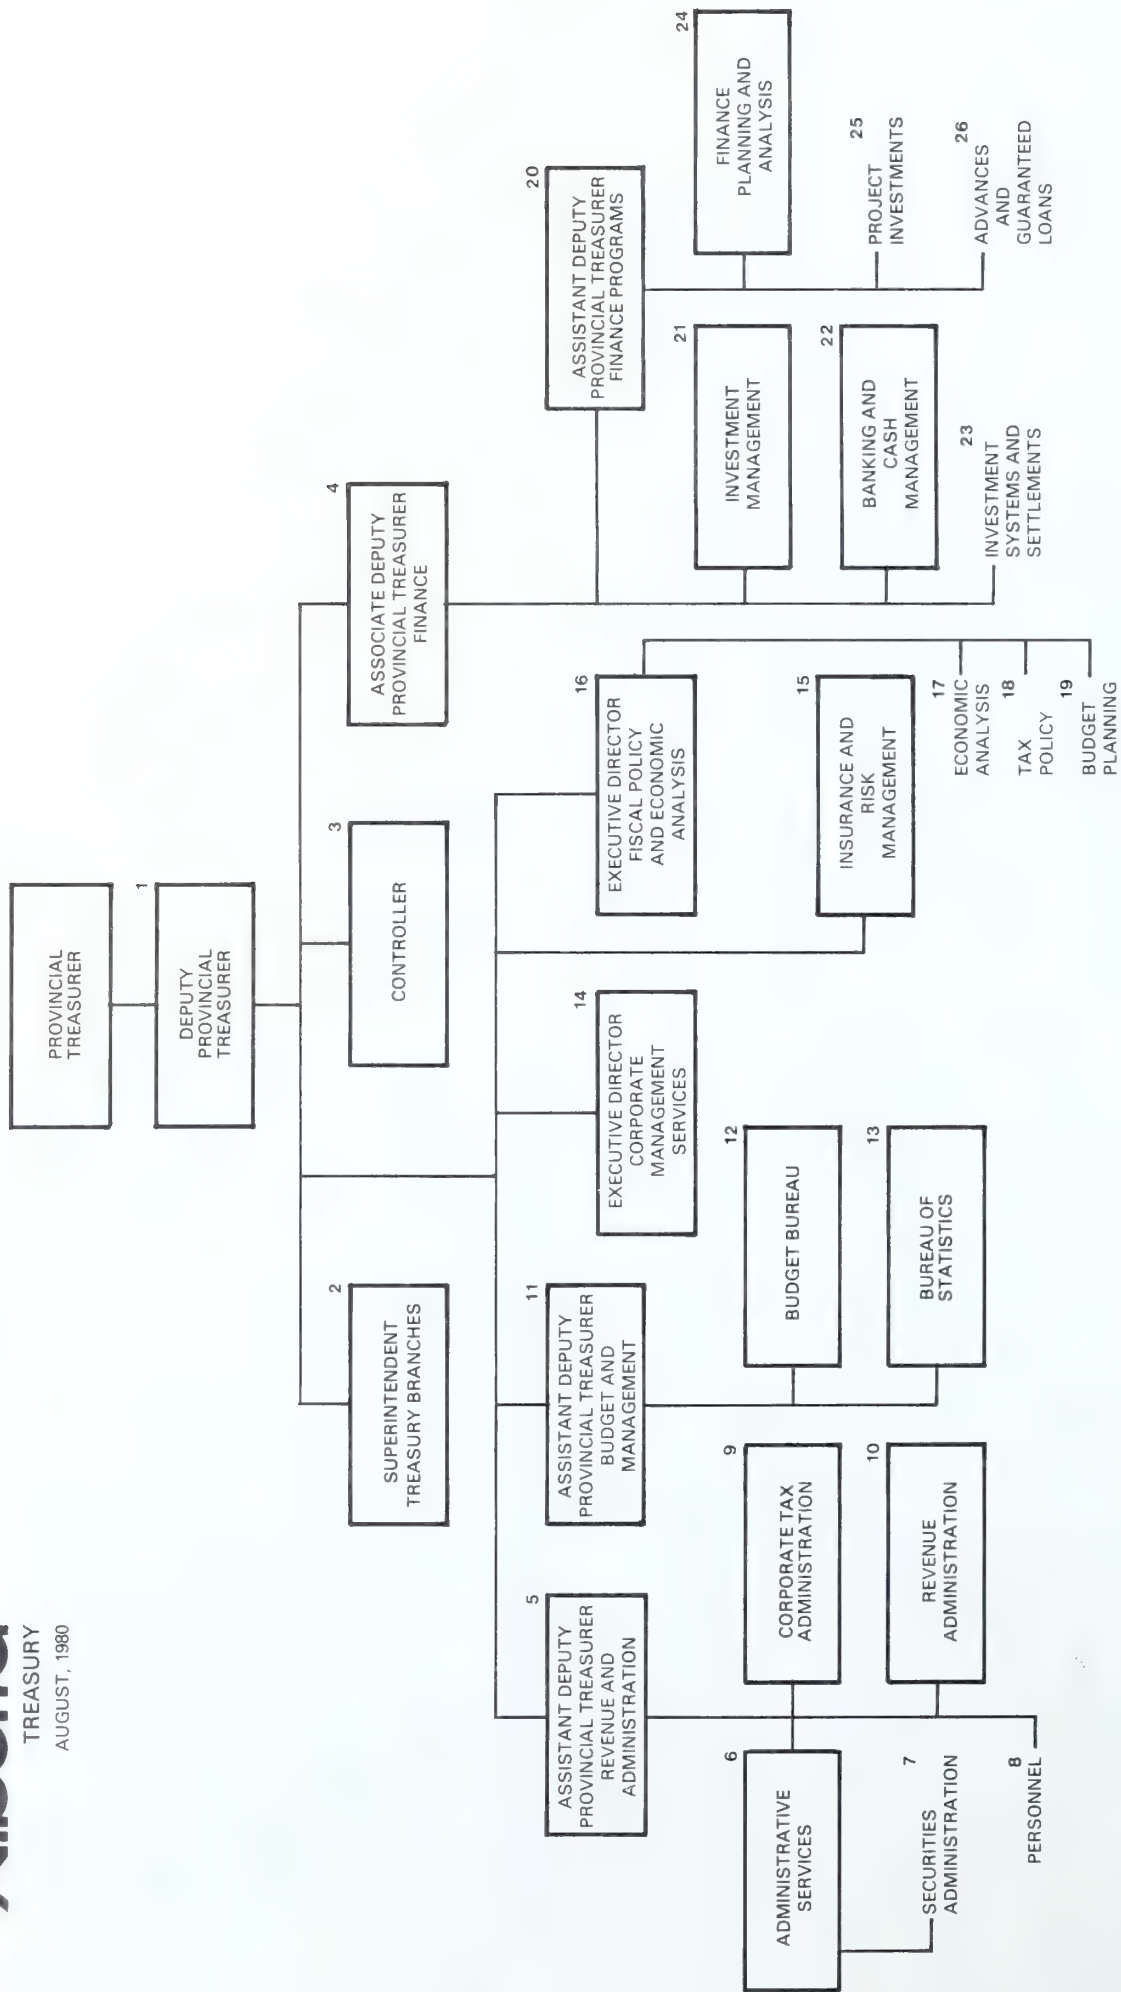 TREASURY
AUGUST, 1980
PROVINCIAL
TREASURER
1
DEPUTY
PROVINCIAL
TREASURER
2
SUPERINTENDENT
TREASURY BRANCHES
3
CONTROLLER
4
ASSOCIATE DEPUTY
PROVINCIAL TREASURER
FINANCE
5
ASSISTANT DEPUTY
PROVINCIAL TREASURER
REVENUE AND
ADMINISTRATION
6
ADMINISTRATIVE
SERVICES
7
SECURITIES
ADMINISTRATION
8
PERSONNEL
9
CORPORATE TAX
ADMINISTRATION
10
REVENUE
ADMINISTRATION
11
ASSISTANT DEPUTY
PROVINCIAL TREASURER
BUDGET AND
MANAGEMENT
12
BUDGET BUREAU
13
BUREAU OF
STATISTICS
14
EXECUTIVE DIRECTOR
CORPORATE
MANAGEMENT
SERVICES
16
EXECUTIVE DIRECTOR
FISCAL POLICY
AND ECONOMIC
ANALYSIS
15
INSURANCE AND
RISK
MANAGEMENT
17
ECONOMIC
ANALYSIS
18
TAX
POLICY
19
BUDGET
PLANNING
20
ASSISTANT DEPUTY
PROVINCIAL TREASURER
FINANCE PROGRAMS
21
INVESTMENT
MANAGEMENT
22
BANKING AND
CASH
MANAGEMENT
23
INVESTMENT
SYSTEMS AND
SETTLEMENTS
24
FINANCE
PLANNING AND
ANALYSIS
25
PROJECT
INVESTMENTS
26
ADVANCES
AND
GUARANTEED
LOANS